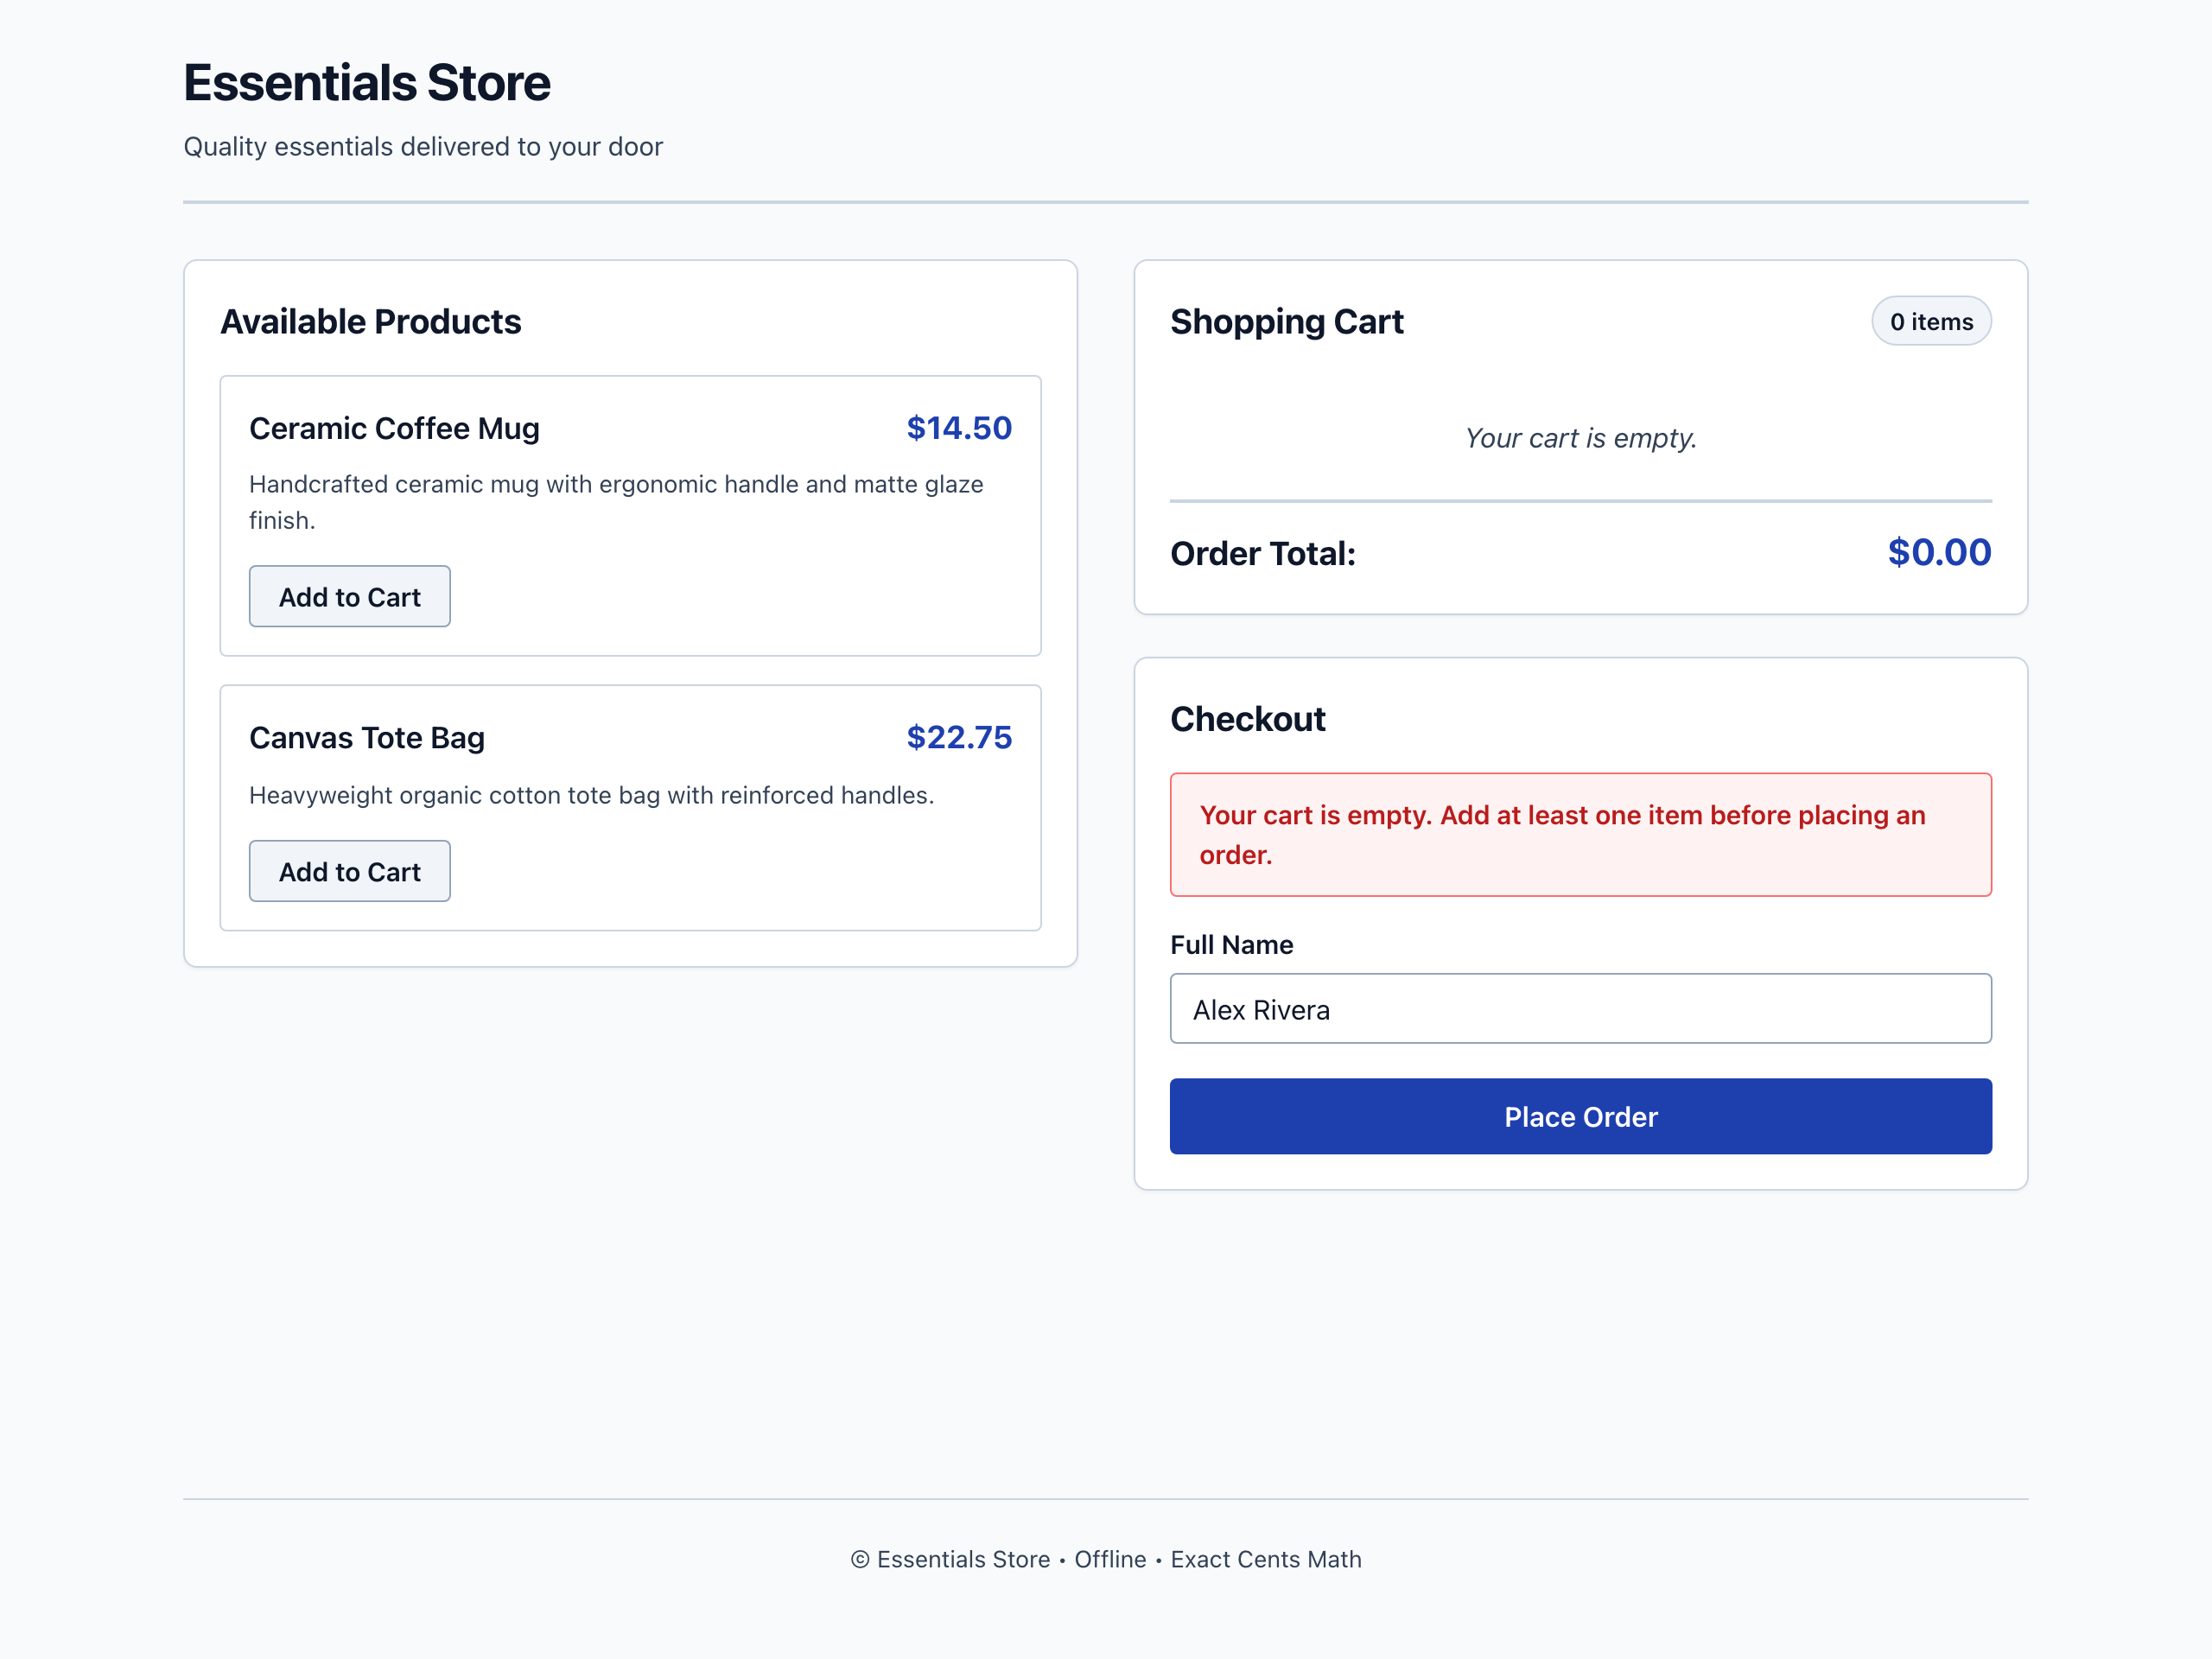 Essentials Store
Quality essentials delivered to your door
Available Products
Ceramic Coffee Mug
$14.50
Handcrafted ceramic mug with ergonomic handle and matte glaze
finish.
Add to Cart
Canvas Tote Bag
$22.75
Heavyweight organic cotton tote bag with reinforced handles.
Add to Cart
Shopping Cart
0 items
Your cart is empty.
Order Total:
$0.00
Checkout
Your cart is empty. Add at least one item before placing an
order.
Full Name
Alex Rivera
Place Order
© Essentials Store • Offline • Exact Cents Math